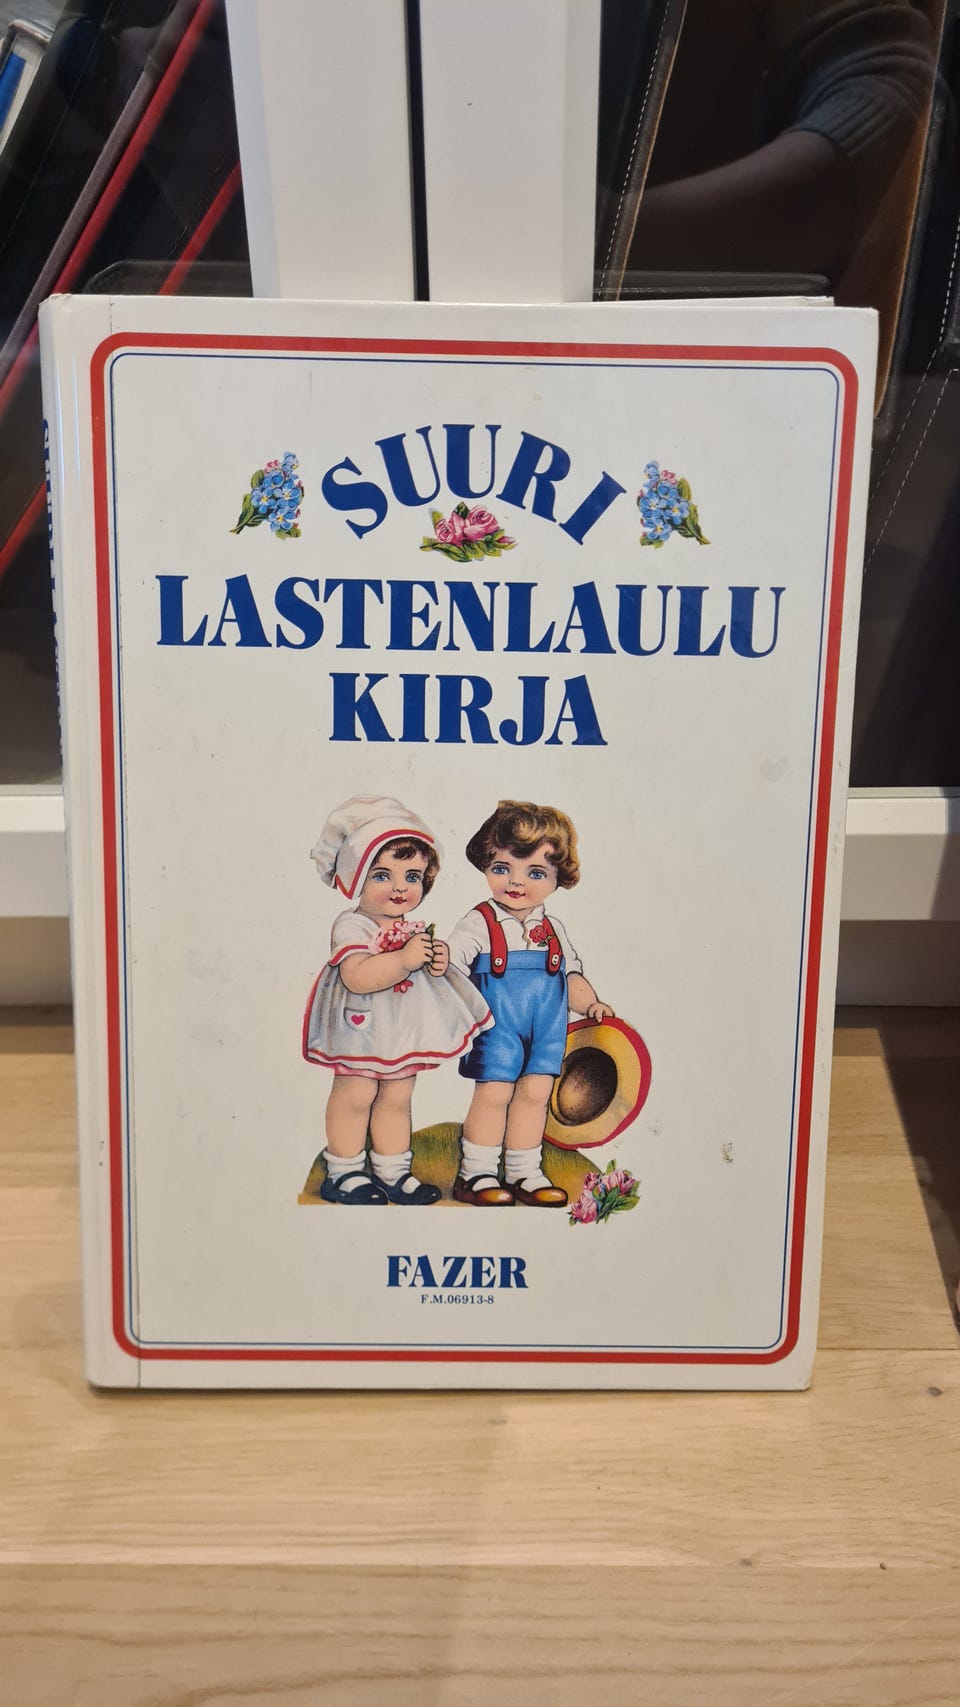 SUURI
LASTENLAULU
KIRJA
FAZER
F.M.06913-8